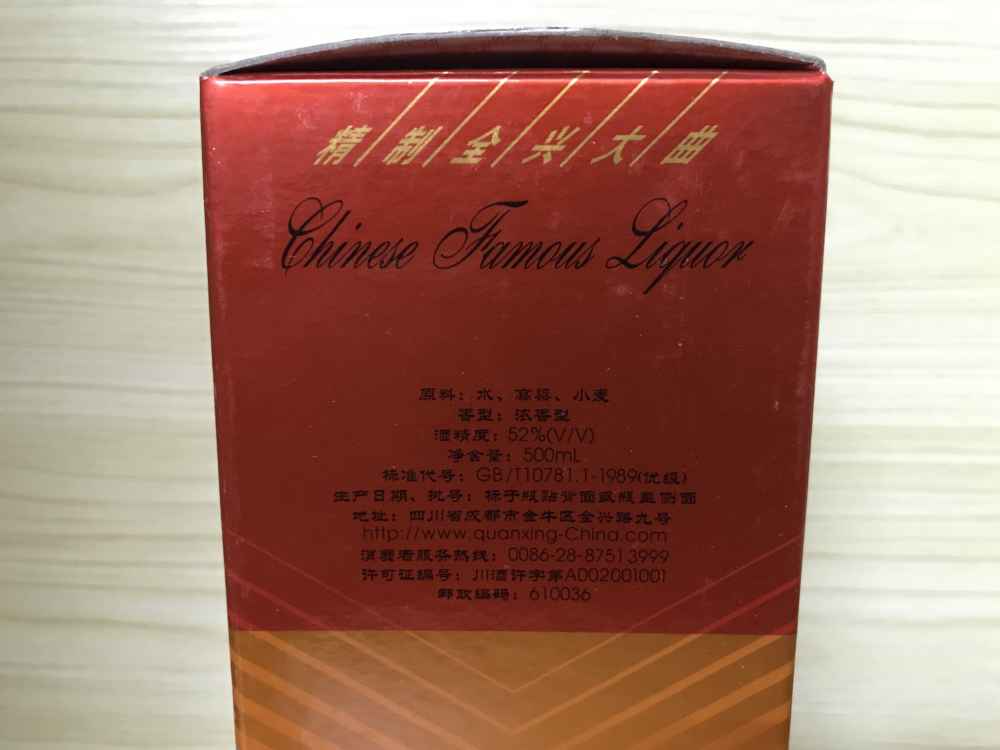 精制全兴大曲
Chinese Famous Liquor
原料：水、高粱、小麦
香型：浓香型
酒精度：52%(V/V)
净含量：500mL
标准代号：GB/T10781.1-1989(优级)
生产日期、批号：标于纸贴背面或纸盒侧面
地址：四川省成都市金牛区全兴路九号
http://www.quanxing-China.com
消费者服务热线：0086-28-87513999
许可证编号：川酒许字第AD02001001
邮政编码：610036